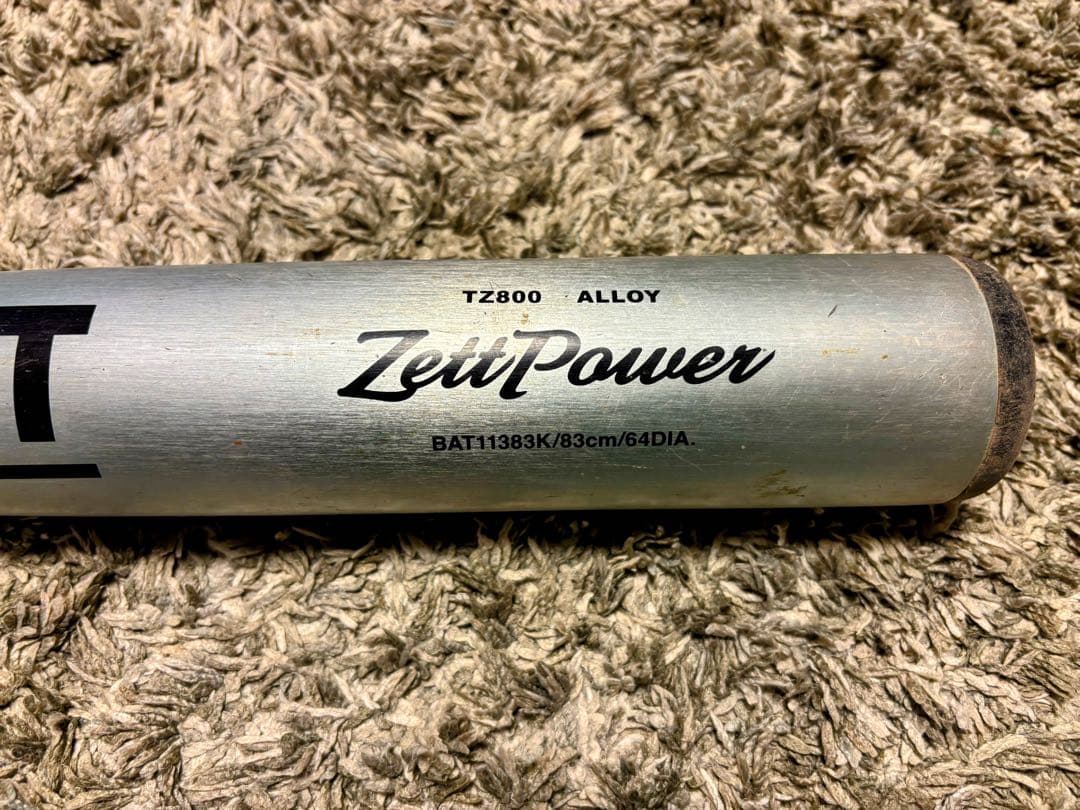 T
TZ800 ALLOY
ZettPower
BAT11383K/83cm/64DIA.